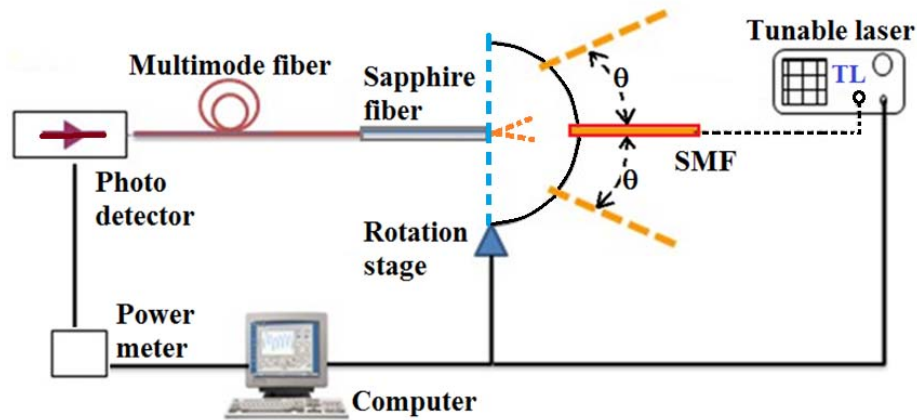 Tunable laser
TL
Multimode fiber
Sapphire
fiber
θ
SMF
θ
Photo
detector
Rotation
stage
Power
meter
Computer